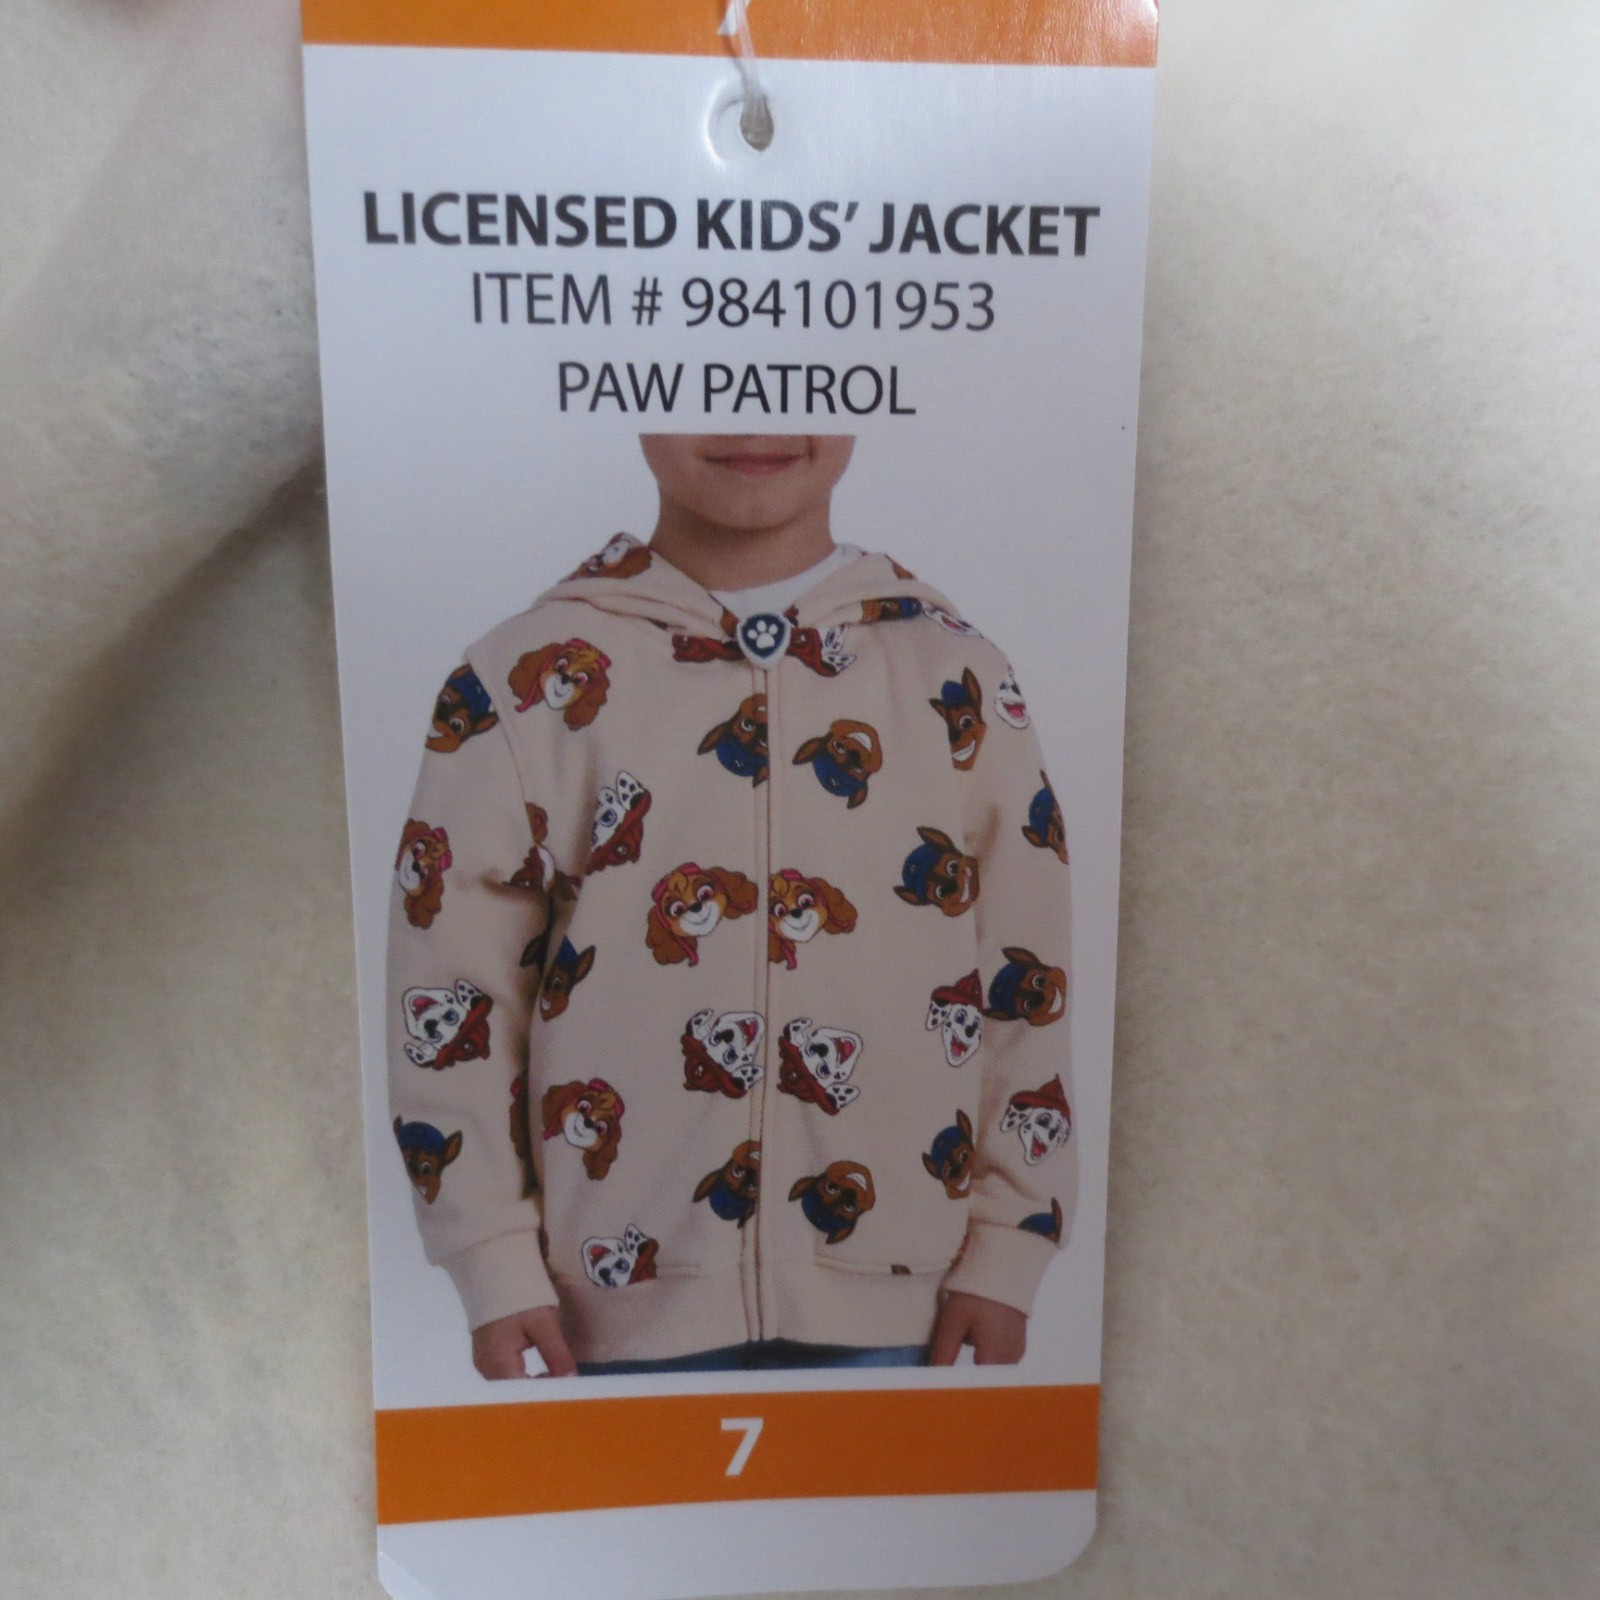 LICENSED KIDS’ JACKET
ITEM # 984101953
PAW PATROL
7